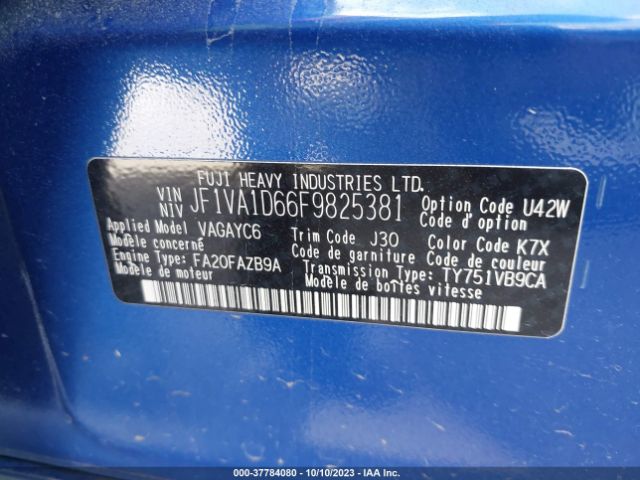 FUJI HEAVY INDUSTRIES LTD.
VIN NIV JF1VA1D66F9825381 Option Code U42W
Code d'option
Applied Model VAGAYC6 Trim Code J30 Color Code K7X
Modèle concerné Code de garniture Code de couleur
Engine Type: FA20FAZB9A Transmission Type: TY751VB9CA
Modèle de moteur Modèle de boîtes vitesse
000-37784080 - 10/10/2023 - IAA Inc.